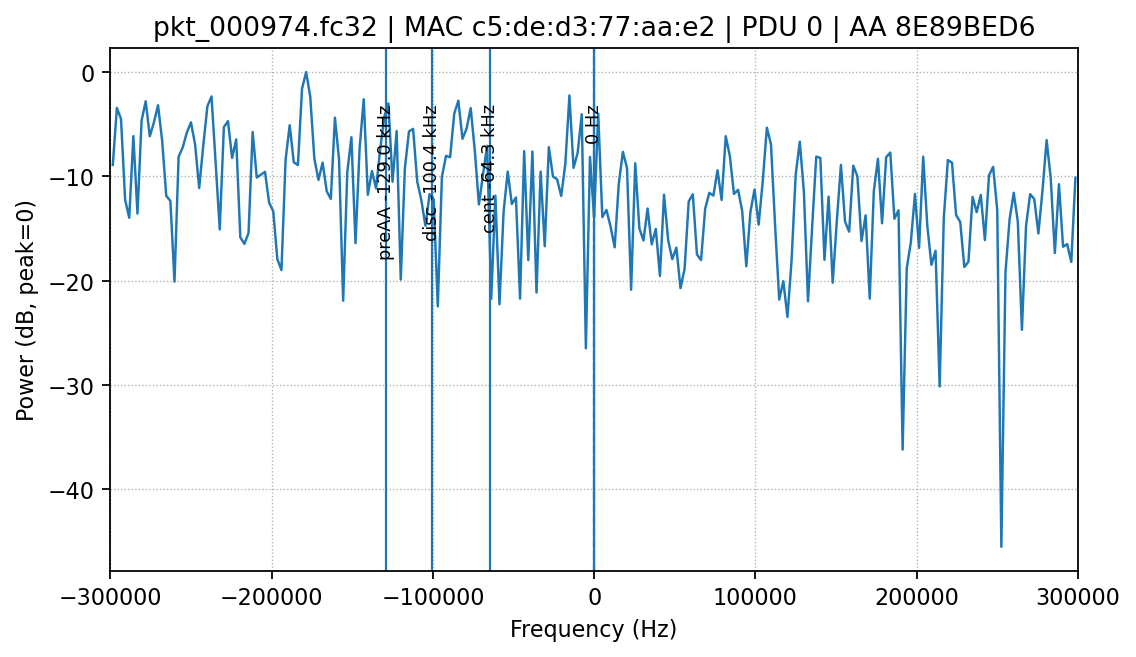 pkt_000974.fc32 | MAC c5:de:d3:77:aa:e2 | PDU 0 | AA 8E89BED6
Power (dB, peak=0)
0
−10
−20
−30
−40
preAA -129.0 kHz
disc -100.4 kHz
cent -64.3 kHz
0 Hz
−300000
−200000
−100000
0
100000
200000
300000
Frequency (Hz)